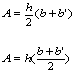 A = h/2 (b + b')
A = h(b + b'/2)